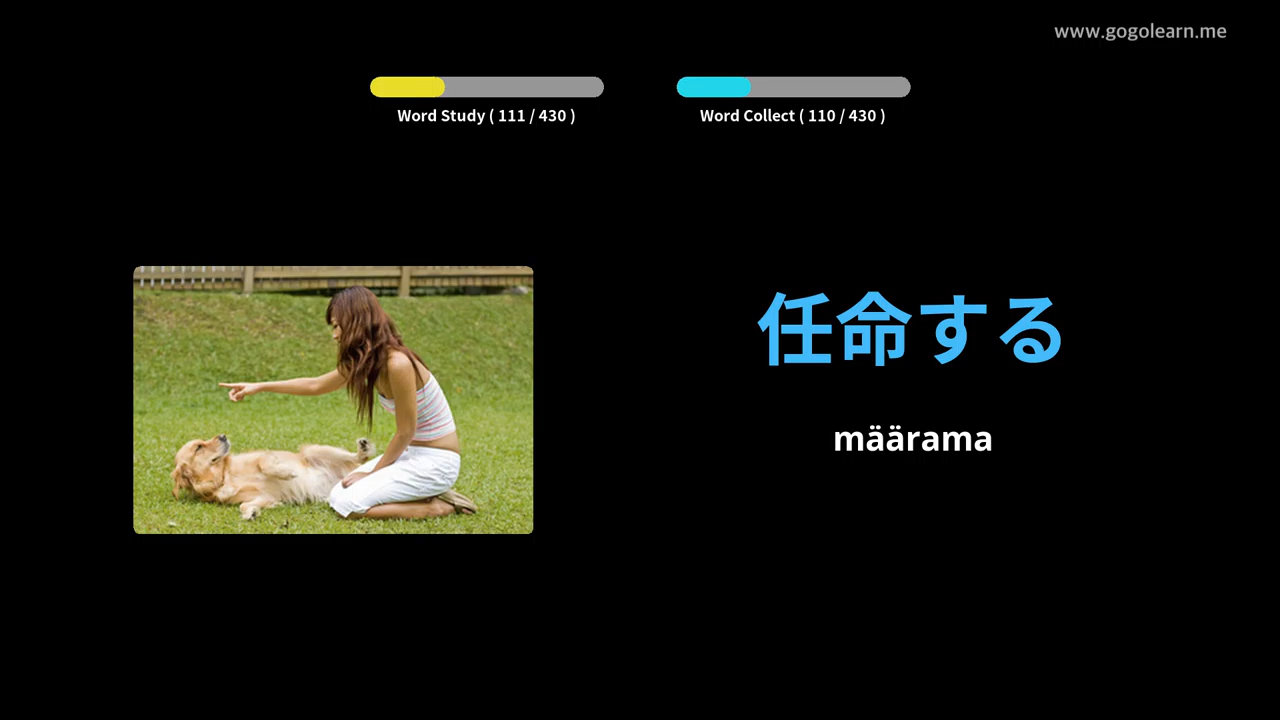 www.gogolearn.me
Word Study ( 111 / 430 )
Word Collect ( 110 / 430 )
任命する
määrama